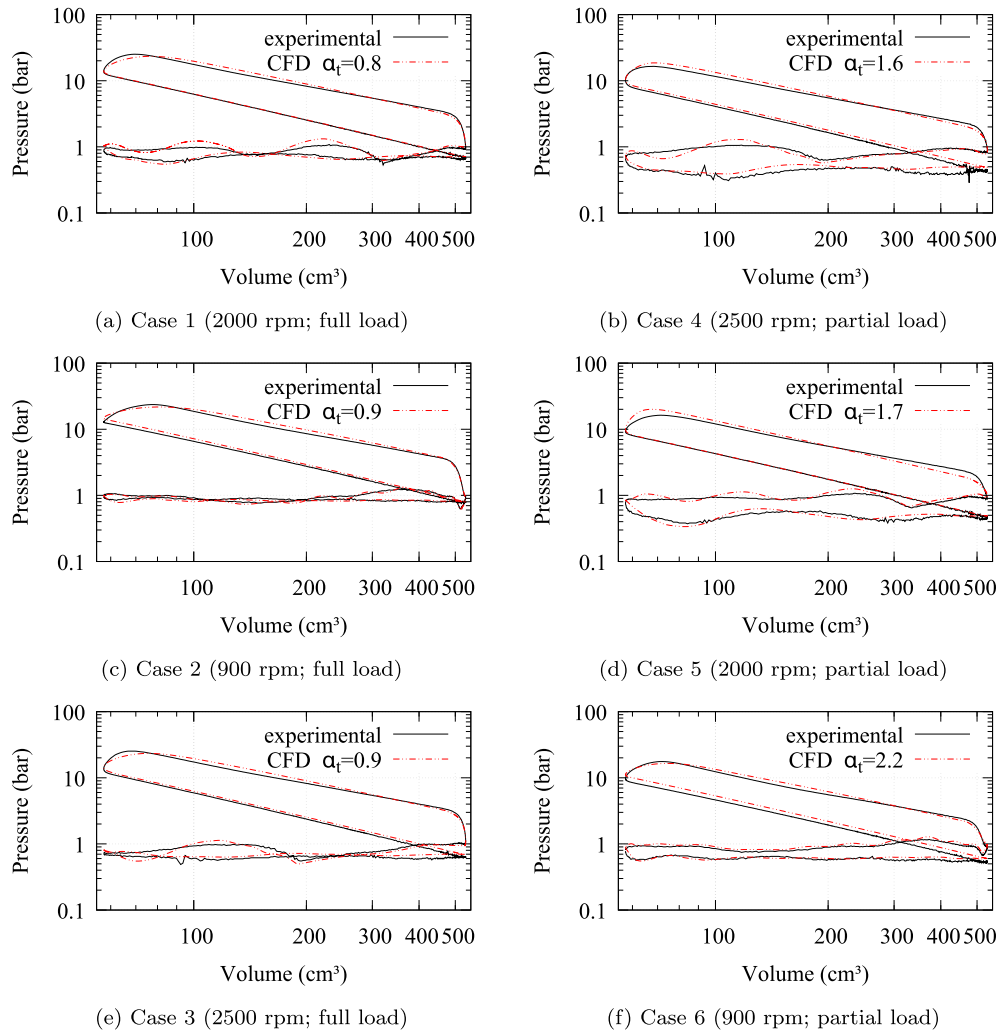 100
10
1
0.1
Pressure (bar)
experimental
CFD αt=0.8
100 200 300 400 500
Volume (cm³)
(a) Case 1 (2000 rpm; full load)
100
10
1
0.1
Pressure (bar)
experimental
CFD αt=1.6
100 200 300 400 500
Volume (cm³)
(b) Case 4 (2500 rpm; partial load)
100
10
1
0.1
Pressure (bar)
experimental
CFD αt=0.9
100 200 300 400 500
Volume (cm³)
(c) Case 2 (900 rpm; full load)
100
10
1
0.1
Pressure (bar)
experimental
CFD αt=1.7
100 200 300 400 500
Volume (cm³)
(d) Case 5 (2000 rpm; partial load)
100
10
1
0.1
Pressure (bar)
experimental
CFD αt=0.9
100 200 300 400 500
Volume (cm³)
(e) Case 3 (2500 rpm; full load)
100
10
1
0.1
Pressure (bar)
experimental
CFD αt=2.2
100 200 300 400 500
Volume (cm³)
(f) Case 6 (900 rpm; partial load)